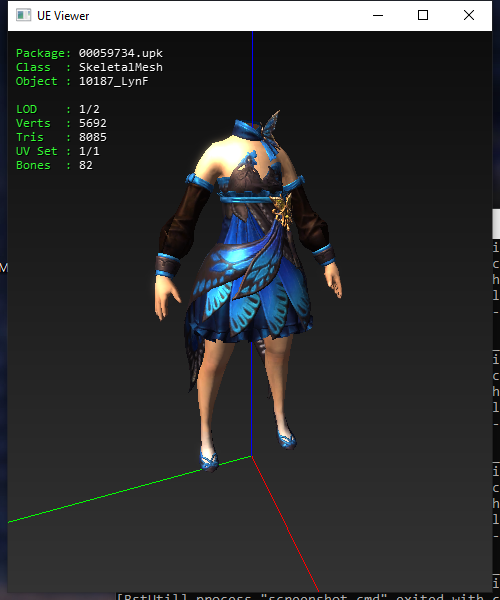 UE Viewer
Package: 00059734.upk
Class : SkeletalMesh
Object : 10187_LynF
LOD : 1/2
Verts : 5692
Tris : 8085
UV Set : 1/1
Bones : 82
M
i
c
h
l
-
i
c
h
l
-
i
c
h
l
-
i
[BstUtil] process "screenshot.cmd" exited with c